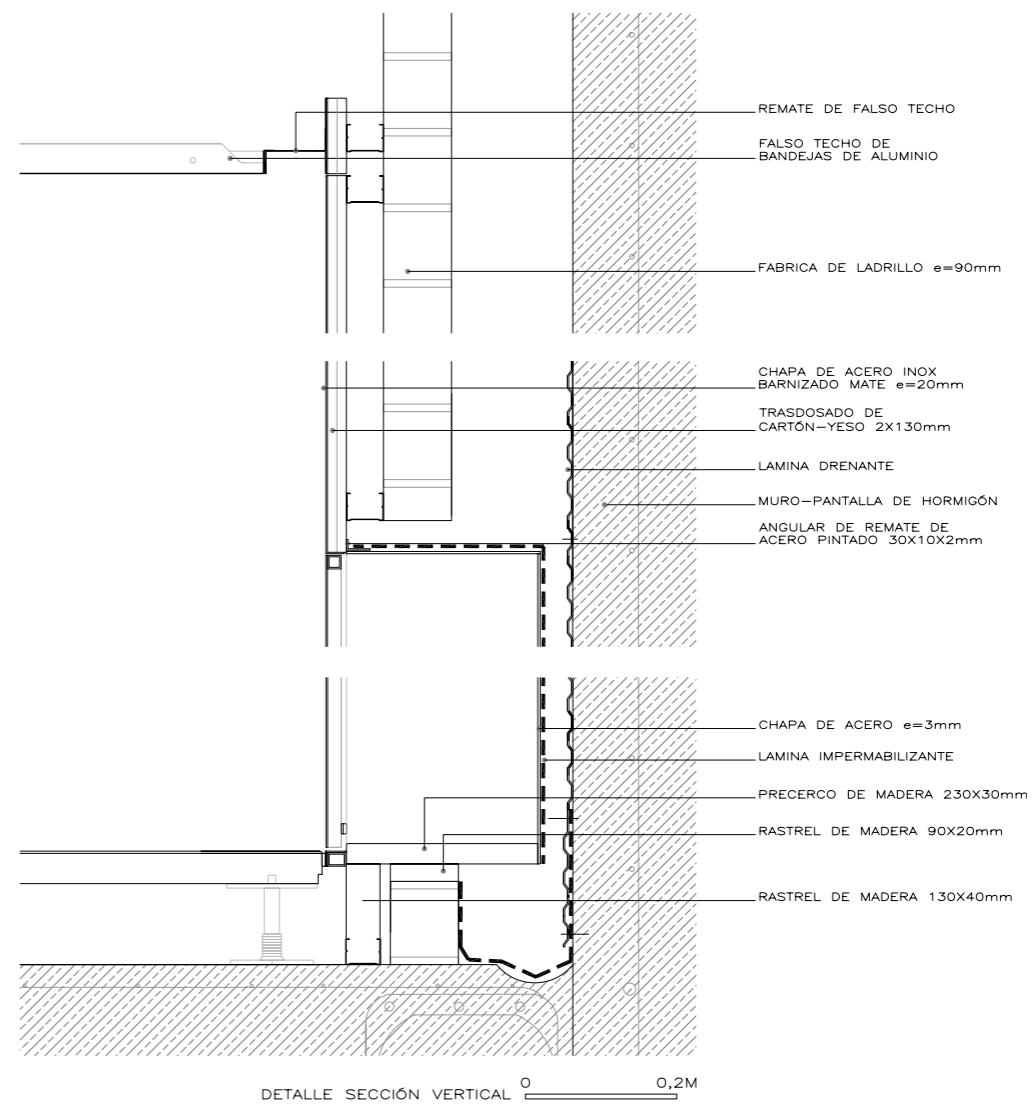 REMATE DE FALSO TECHO
FALSO TECHO DE
BANDEJAS DE ALUMINIO
FABRICA DE LADRILLO e=90mm
CHAPA DE ACERO INOX
BARNIZADO MATE e=20mm
TRASDOSADO DE
CARTÓN-YESO 2X130mm
LAMINA DRENANTE
MURO-PANTALLA DE HORMIGÓN
ANGULAR DE REMATE DE
ACERO PINTADO 30X10X2mm
CHAPA DE ACERO e=3mm
LAMINA IMPERMABILIZANTE
PRECERCO DE MADERA 230X30mm
RASTREL DE MADERA 90X20mm
RASTREL DE MADERA 130X40mm
DETALLE SECCIÓN VERTICAL 0 0,2M